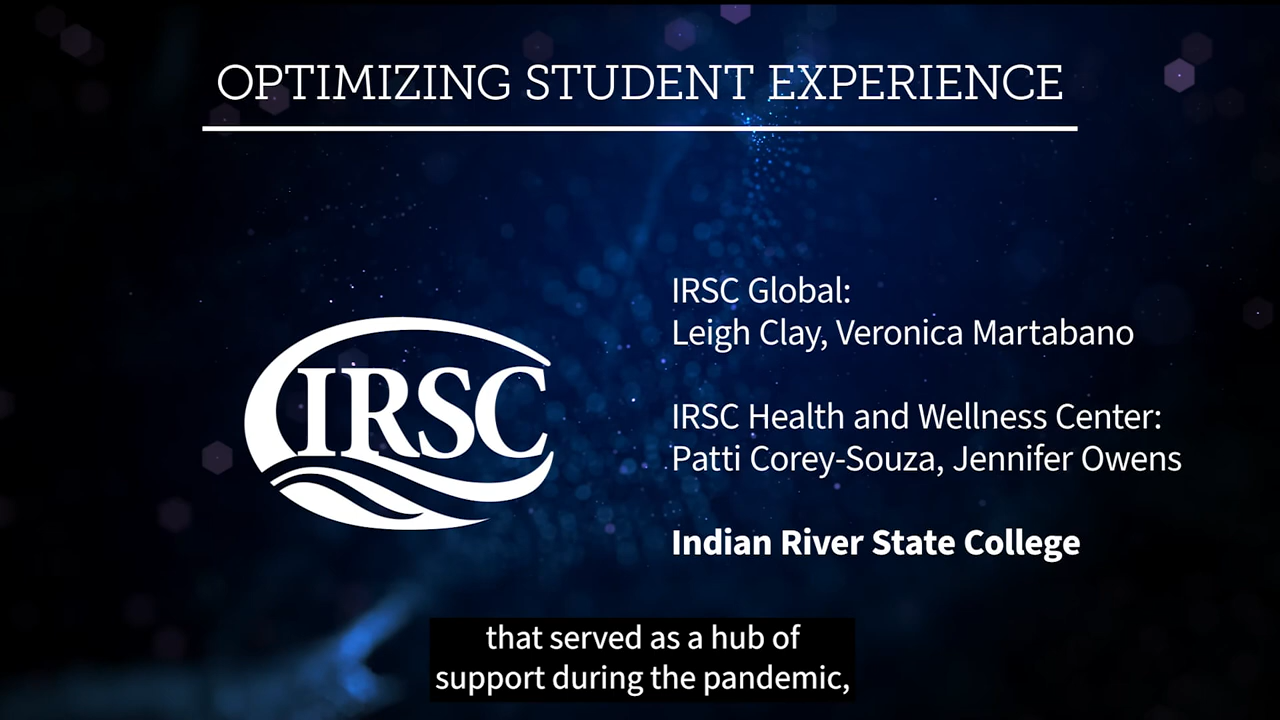 OPTIMIZING STUDENT EXPERIENCE
IRSC
IRSC Global:
Leigh Clay, Veronica Martabano
IRSC Health and Wellness Center:
Patti Corey-Souza, Jennifer Owens
Indian River State College
that served as a hub of
support during the pandemic,